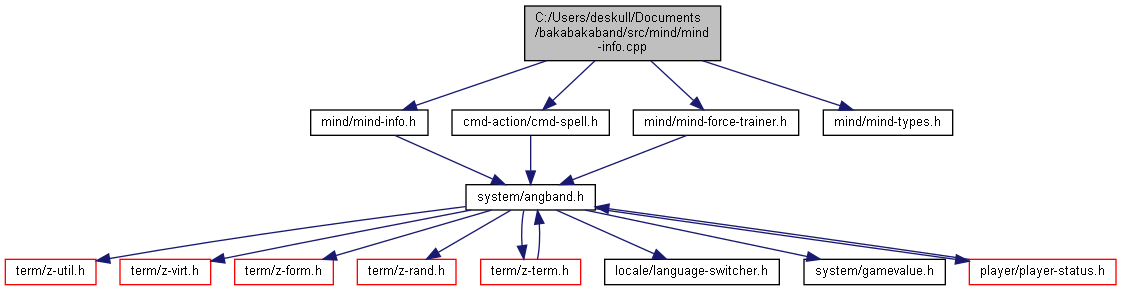 C:/Users/deskull/Documents
/bakabakaband/src/mind/mind
-info.cpp
mind/mind-info.h
cmd-action/cmd-spell.h
mind/mind-force-trainer.h
mind/mind-types.h
system/angband.h
term/z-util.h
term/z-virt.h
term/z-form.h
term/z-rand.h
term/z-term.h
locale/language-switcher.h
system/gamevalue.h
player/player-status.h